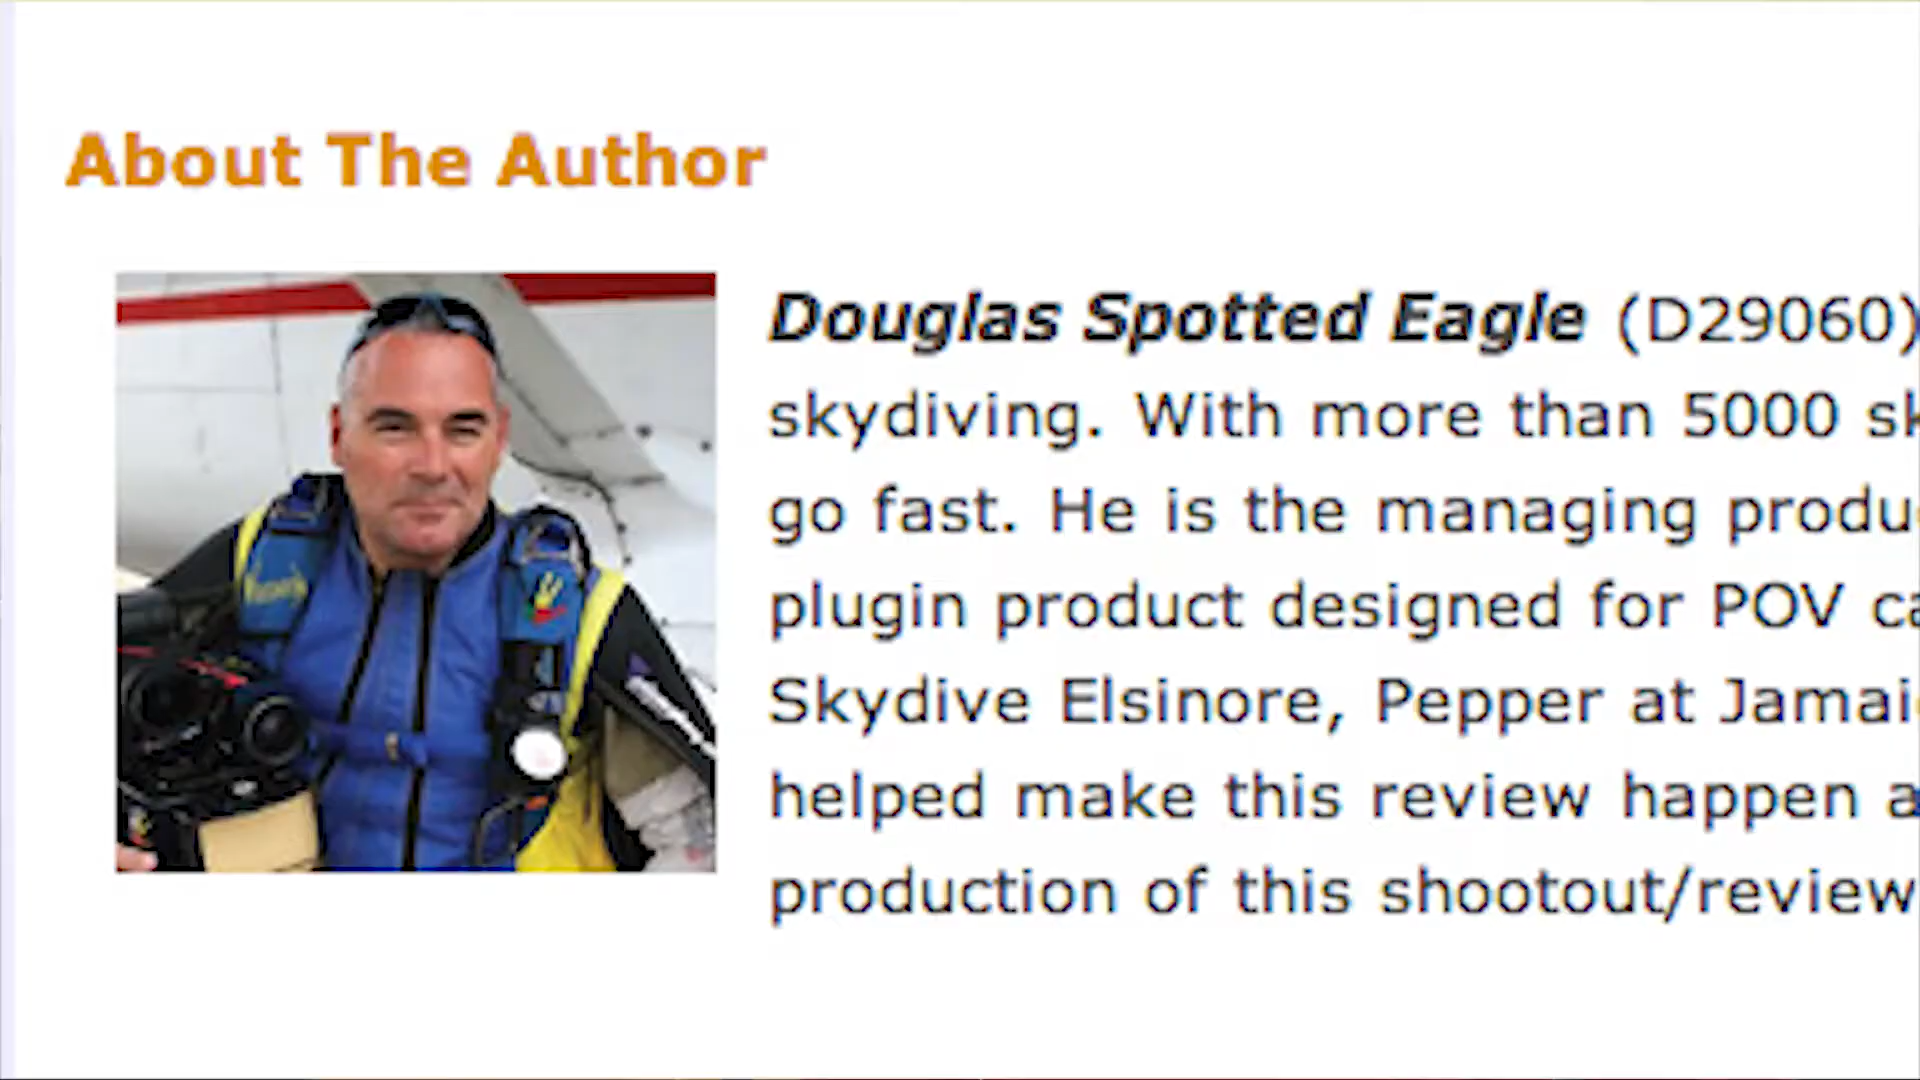 About The Author
Douglas Spotted Eagle (D29060)
skydiving. With more than 5000
go fast. He is the managing
plugin product designed for POV
Skydive Elsinore, Pepper at
helped make this review happen
production of this shootout/review